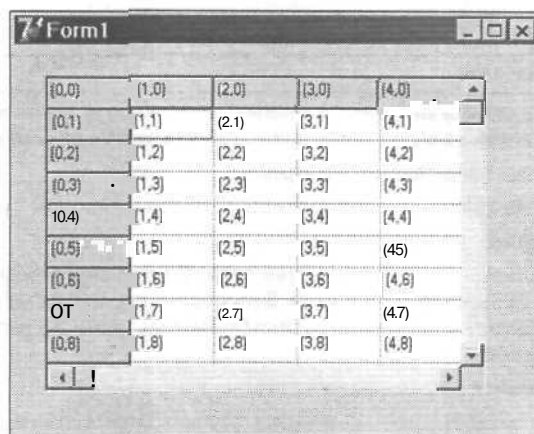 Form1
(0,0) (1,0) (2,0) (3,0) (4,0)
(0,1) (1,1) (2.1) (3,1) (4,1)
(0,2) (1,2) (2,2) (3,2) (4,2)
(0,3) (1,3) (2,3) (3,3) (4,3)
10.4) (1,4) (2,4) (3,4) (4,4)
(0,5) (1,5) (2,5) (3,5) (45)
(0,6) (1,6) (2,6) (3,6) (4,6)
OT (1,7) (2.7] (3,7) (4.7)
(0,8) (1,8) (2,8) (3,8) (4,8)